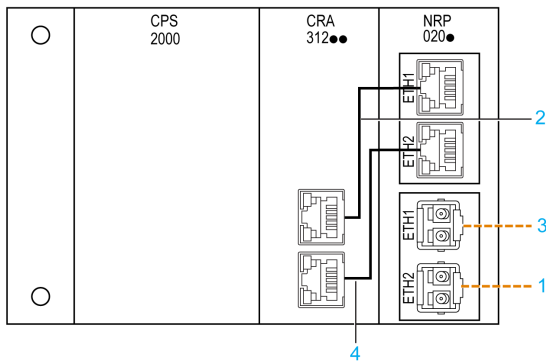 CPS
2000
CRA
312●●
NRP
020●
ETH1
ETH2
2
ETH1
3
ETH2
1
4